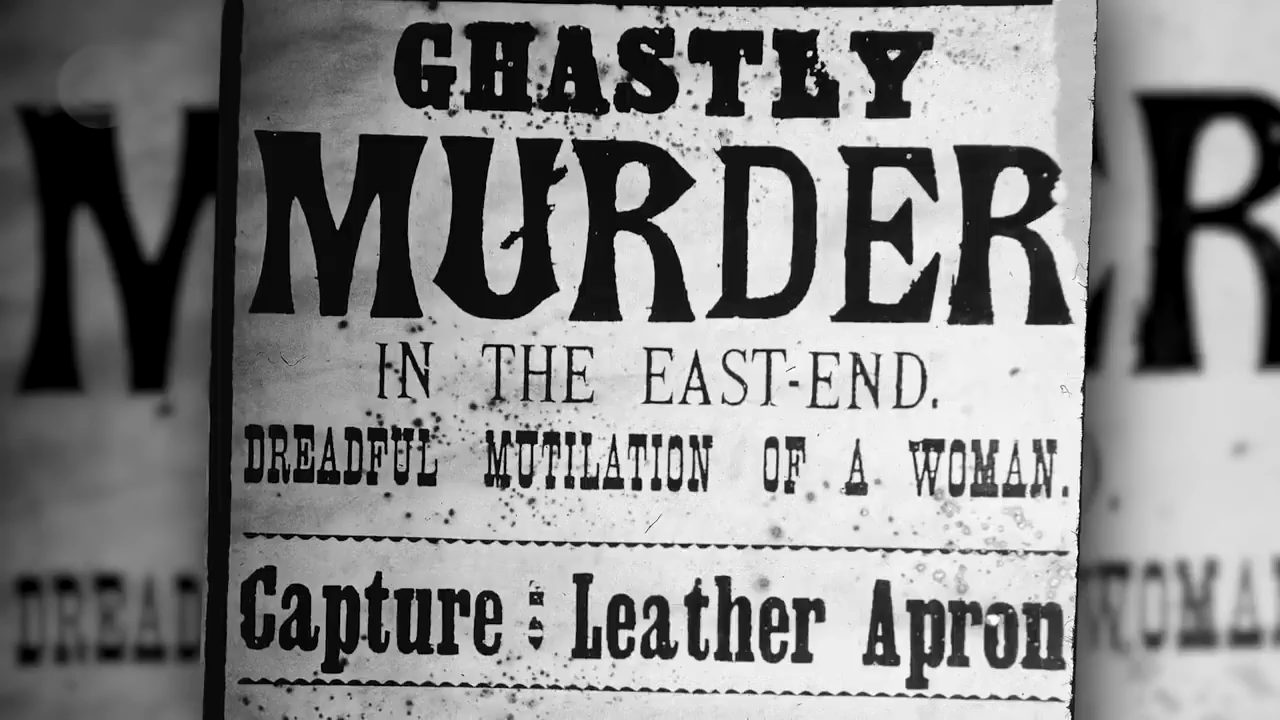 GHASTLY
MURDER
IN THE EAST-END.
DREADFUL MUTILATION OF A WOMAN.
Capture : Leather Apron